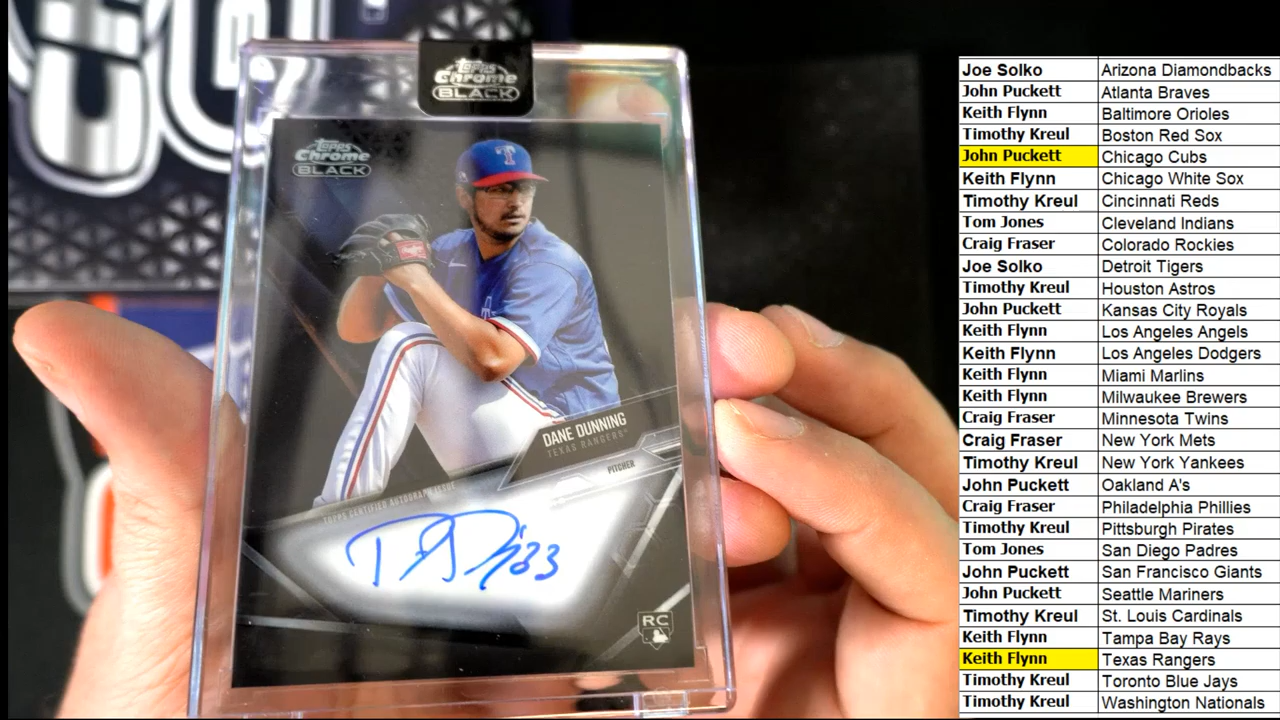 Topps
Chrome
BLACK
Topps
Chrome
BLACK
T
DANE DUNNING
TEXAS RANGERS™
PITCHER
TOPPS CERTIFIED AUTOGRAPH ISSUE
33
RC
Joe Solko Arizona Diamondbacks
John Puckett Atlanta Braves
Keith Flynn Baltimore Orioles
Timothy Kreul Boston Red Sox
John Puckett Chicago Cubs
Keith Flynn Chicago White Sox
Timothy Kreul Cincinnati Reds
Tom Jones Cleveland Indians
Craig Fraser Colorado Rockies
Joe Solko Detroit Tigers
Timothy Kreul Houston Astros
John Puckett Kansas City Royals
Keith Flynn Los Angeles Angels
Keith Flynn Los Angeles Dodgers
Keith Flynn Miami Marlins
Keith Flynn Milwaukee Brewers
Craig Fraser Minnesota Twins
Craig Fraser New York Mets
Timothy Kreul New York Yankees
John Puckett Oakland A's
Craig Fraser Philadelphia Phillies
Timothy Kreul Pittsburgh Pirates
Tom Jones San Diego Padres
John Puckett San Francisco Giants
John Puckett Seattle Mariners
Timothy Kreul St. Louis Cardinals
Keith Flynn Tampa Bay Rays
Keith Flynn Texas Rangers
Timothy Kreul Toronto Blue Jays
Timothy Kreul Washington Nationals